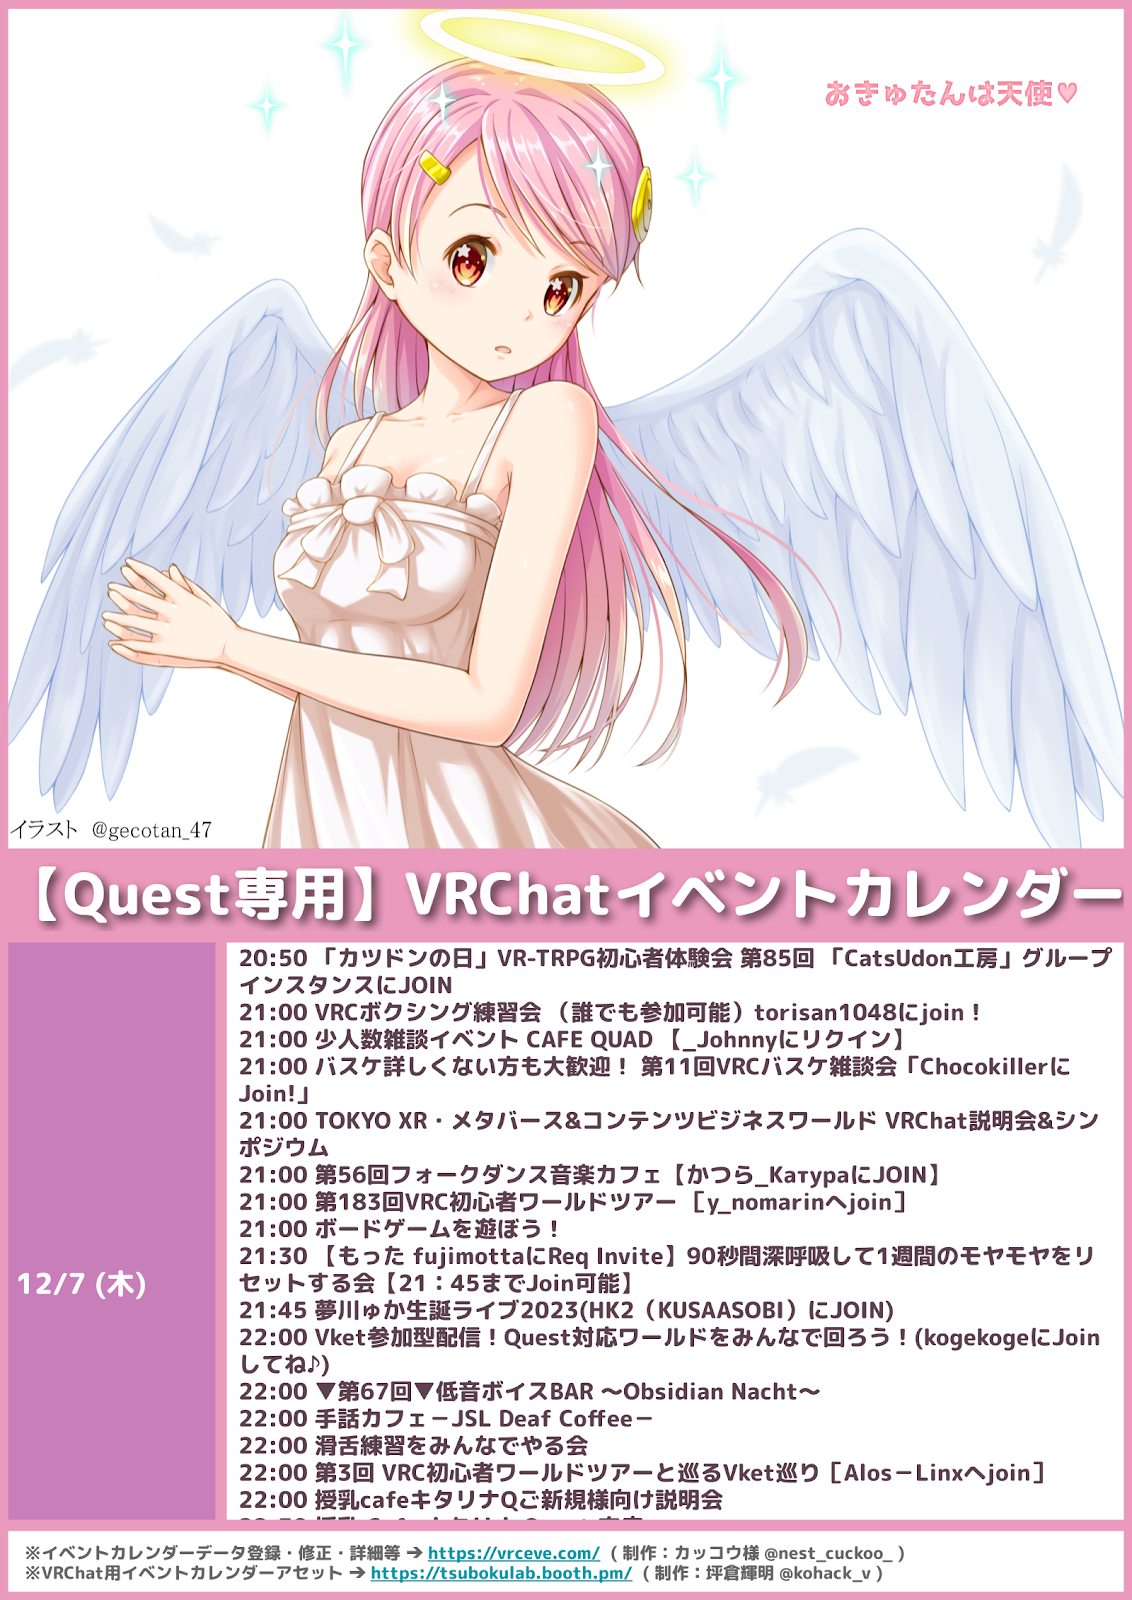 おきゅたんは天使♥
イラスト @gecotan_47
【Quest専用】VRChatイベントカレンダー
12/7 (木)
20:50 「カツドンの日」VR-TRPG初心者体験会 第85回 「CatsUdon工房」グループ
インスタンスにJOIN
21:00 VRCボクシング練習会 （誰でも参加可能）torisan1048にjoin！
21:00 少人数雑談イベント CAFE QUAD 【_Johnnyにリクイン】
21:00 バスケ詳しくない方も大歓迎！ 第11回VRCバスケ雑談会「Chocokillerに
Join!」
21:00 TOKYO XR・メタバース&コンテンツビジネスワールド VRChat説明会&シン
ポジウム
21:00 第56回フォークダンス音楽カフェ【かつら_KaтypaにJOIN】
21:00 第183回VRC初心者ワールドツアー ［y_nomarinへjoin］
21:00 ボードゲームを遊ぼう！
21:30 【もった fujimottaにReq Invite】90秒間深呼吸して1週間のモヤモヤをリ
セットする会【21：45までJoin可能】
21:45 夢川ゅか生誕ライブ2023(HK2（KUSAASOBI）にJOIN)
22:00 Vket参加型配信！Quest対応ワールドをみんなで回ろう！(kogekogeにJoin
してね♪)
22:00 ▼第67回▼低音ボイスBAR ～Obsidian Nacht～
22:00 手話カフェ－JSL Deaf Coffee－
22:00 滑舌練習をみんなでやる会
22:00 第3回 VRC初心者ワールドツアーと巡るVket巡り［Alos－Linxへjoin］
22:00 授乳cafeキタリナQご新規様向け説明会
※イベントカレンダーデータ登録・修正・詳細等 ➔ https://vrceve.com/ （制作：カッコウ様 @nest_cuckoo_ ）
※VRChat用イベントカレンダーアセット ➔ https://tsubokulab.booth.pm/ （制作：坪倉輝明 @kohack_v ）